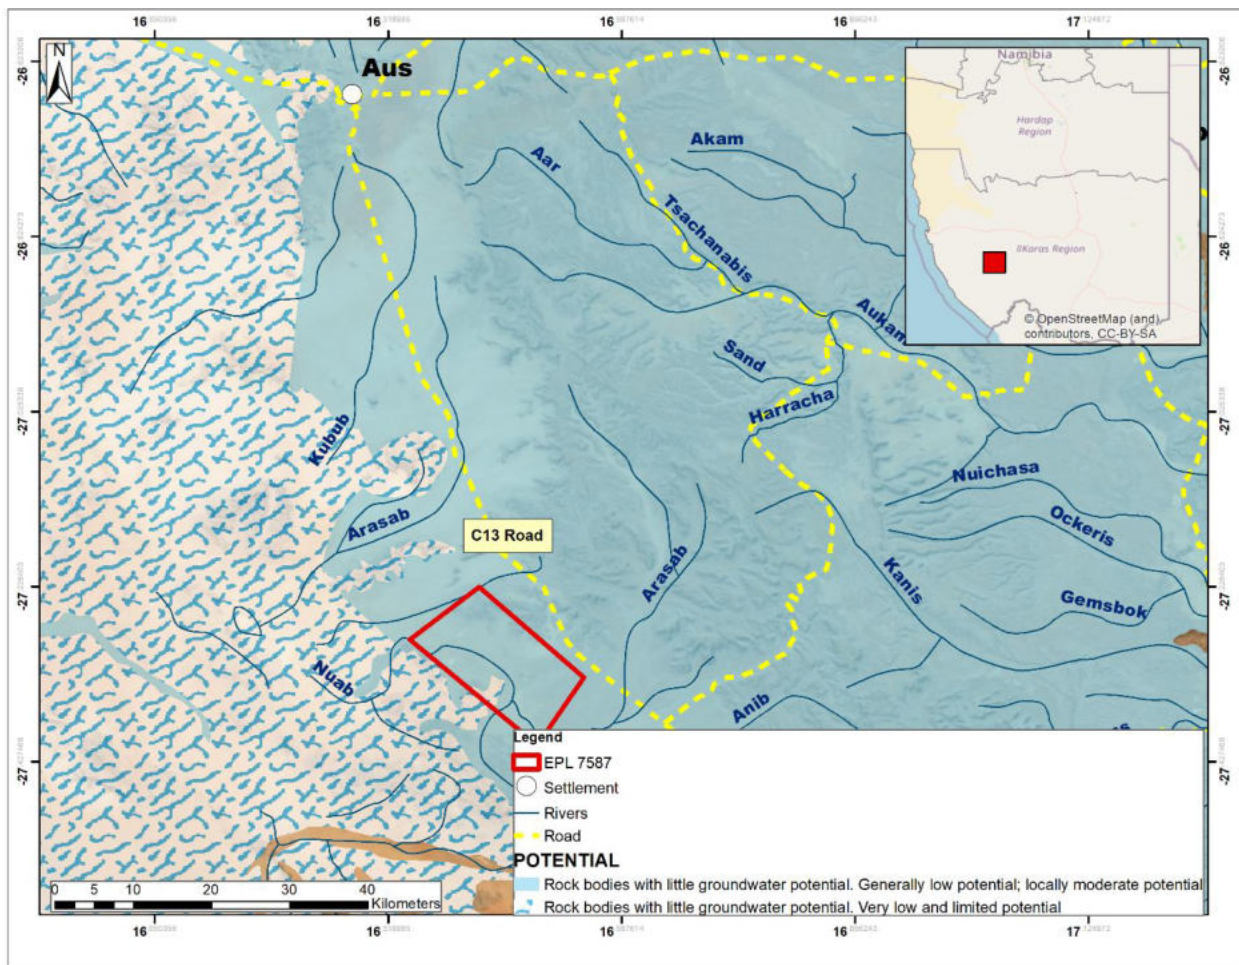 16
16
16
16
17
N
Aus
Akam
Aar
Tsachanabis
Aukam
Sand
Harracha
Kubub
Arasab
Nuichasa
Ockeris
C13 Road
Arasab
Kanis
Gemsbok
Nuab
Anib
Namibia
Hardap
Region
IIKaras Region
© OpenStreetMap (and)
contributors, CC-BY-SA
-26
-26
-27
-27
-27
-26
-26
-27
-27
-27
Legend
EPL 7587
Settlement
Rivers
Road
POTENTIAL
Rock bodies with little groundwater potential. Generally low potential; locally moderate potential
Rock bodies with little groundwater potential. Very low and limited potential
0 5 10 20 30 40
Kilometers
16
16
16
16
17